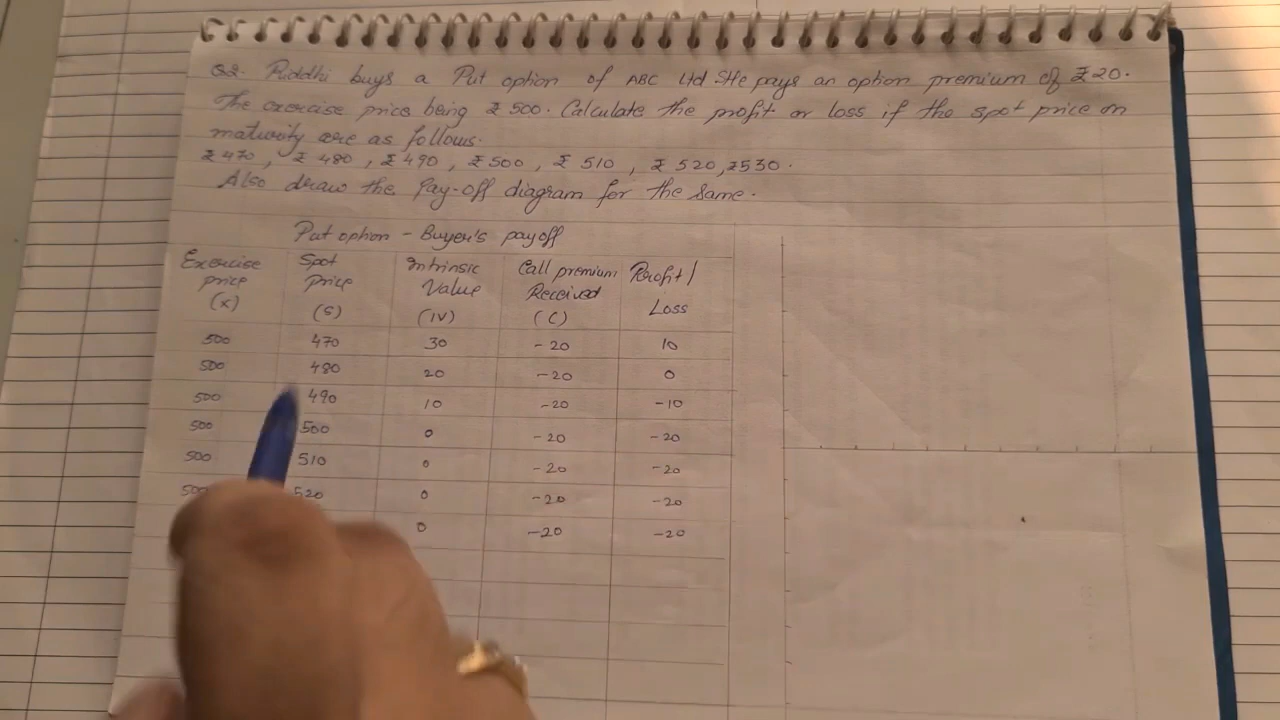 Q2. Riddhi buys a Put option of ABC Ltd. She pays an option premium of ₹20.
The exercise price being ₹500. Calculate the profit or loss if the spot price on
maturity are as follows.
₹470, ₹480, ₹490, ₹500, ₹510, ₹520, ₹530.
Also draw the Pay-off diagram for the same.
Put option - Buyer's payoff
Exercise price (X) Spot Price (S) Intrinsic Value (IV) Call premium Received (C) Profit/ Loss
500 470 30 -20 10
500 480 20 -20 0
500 490 10 -20 -10
500 500 0 -20 -20
500 510 0 -20 -20
500 520 0 -20 -20
0 -20 -20